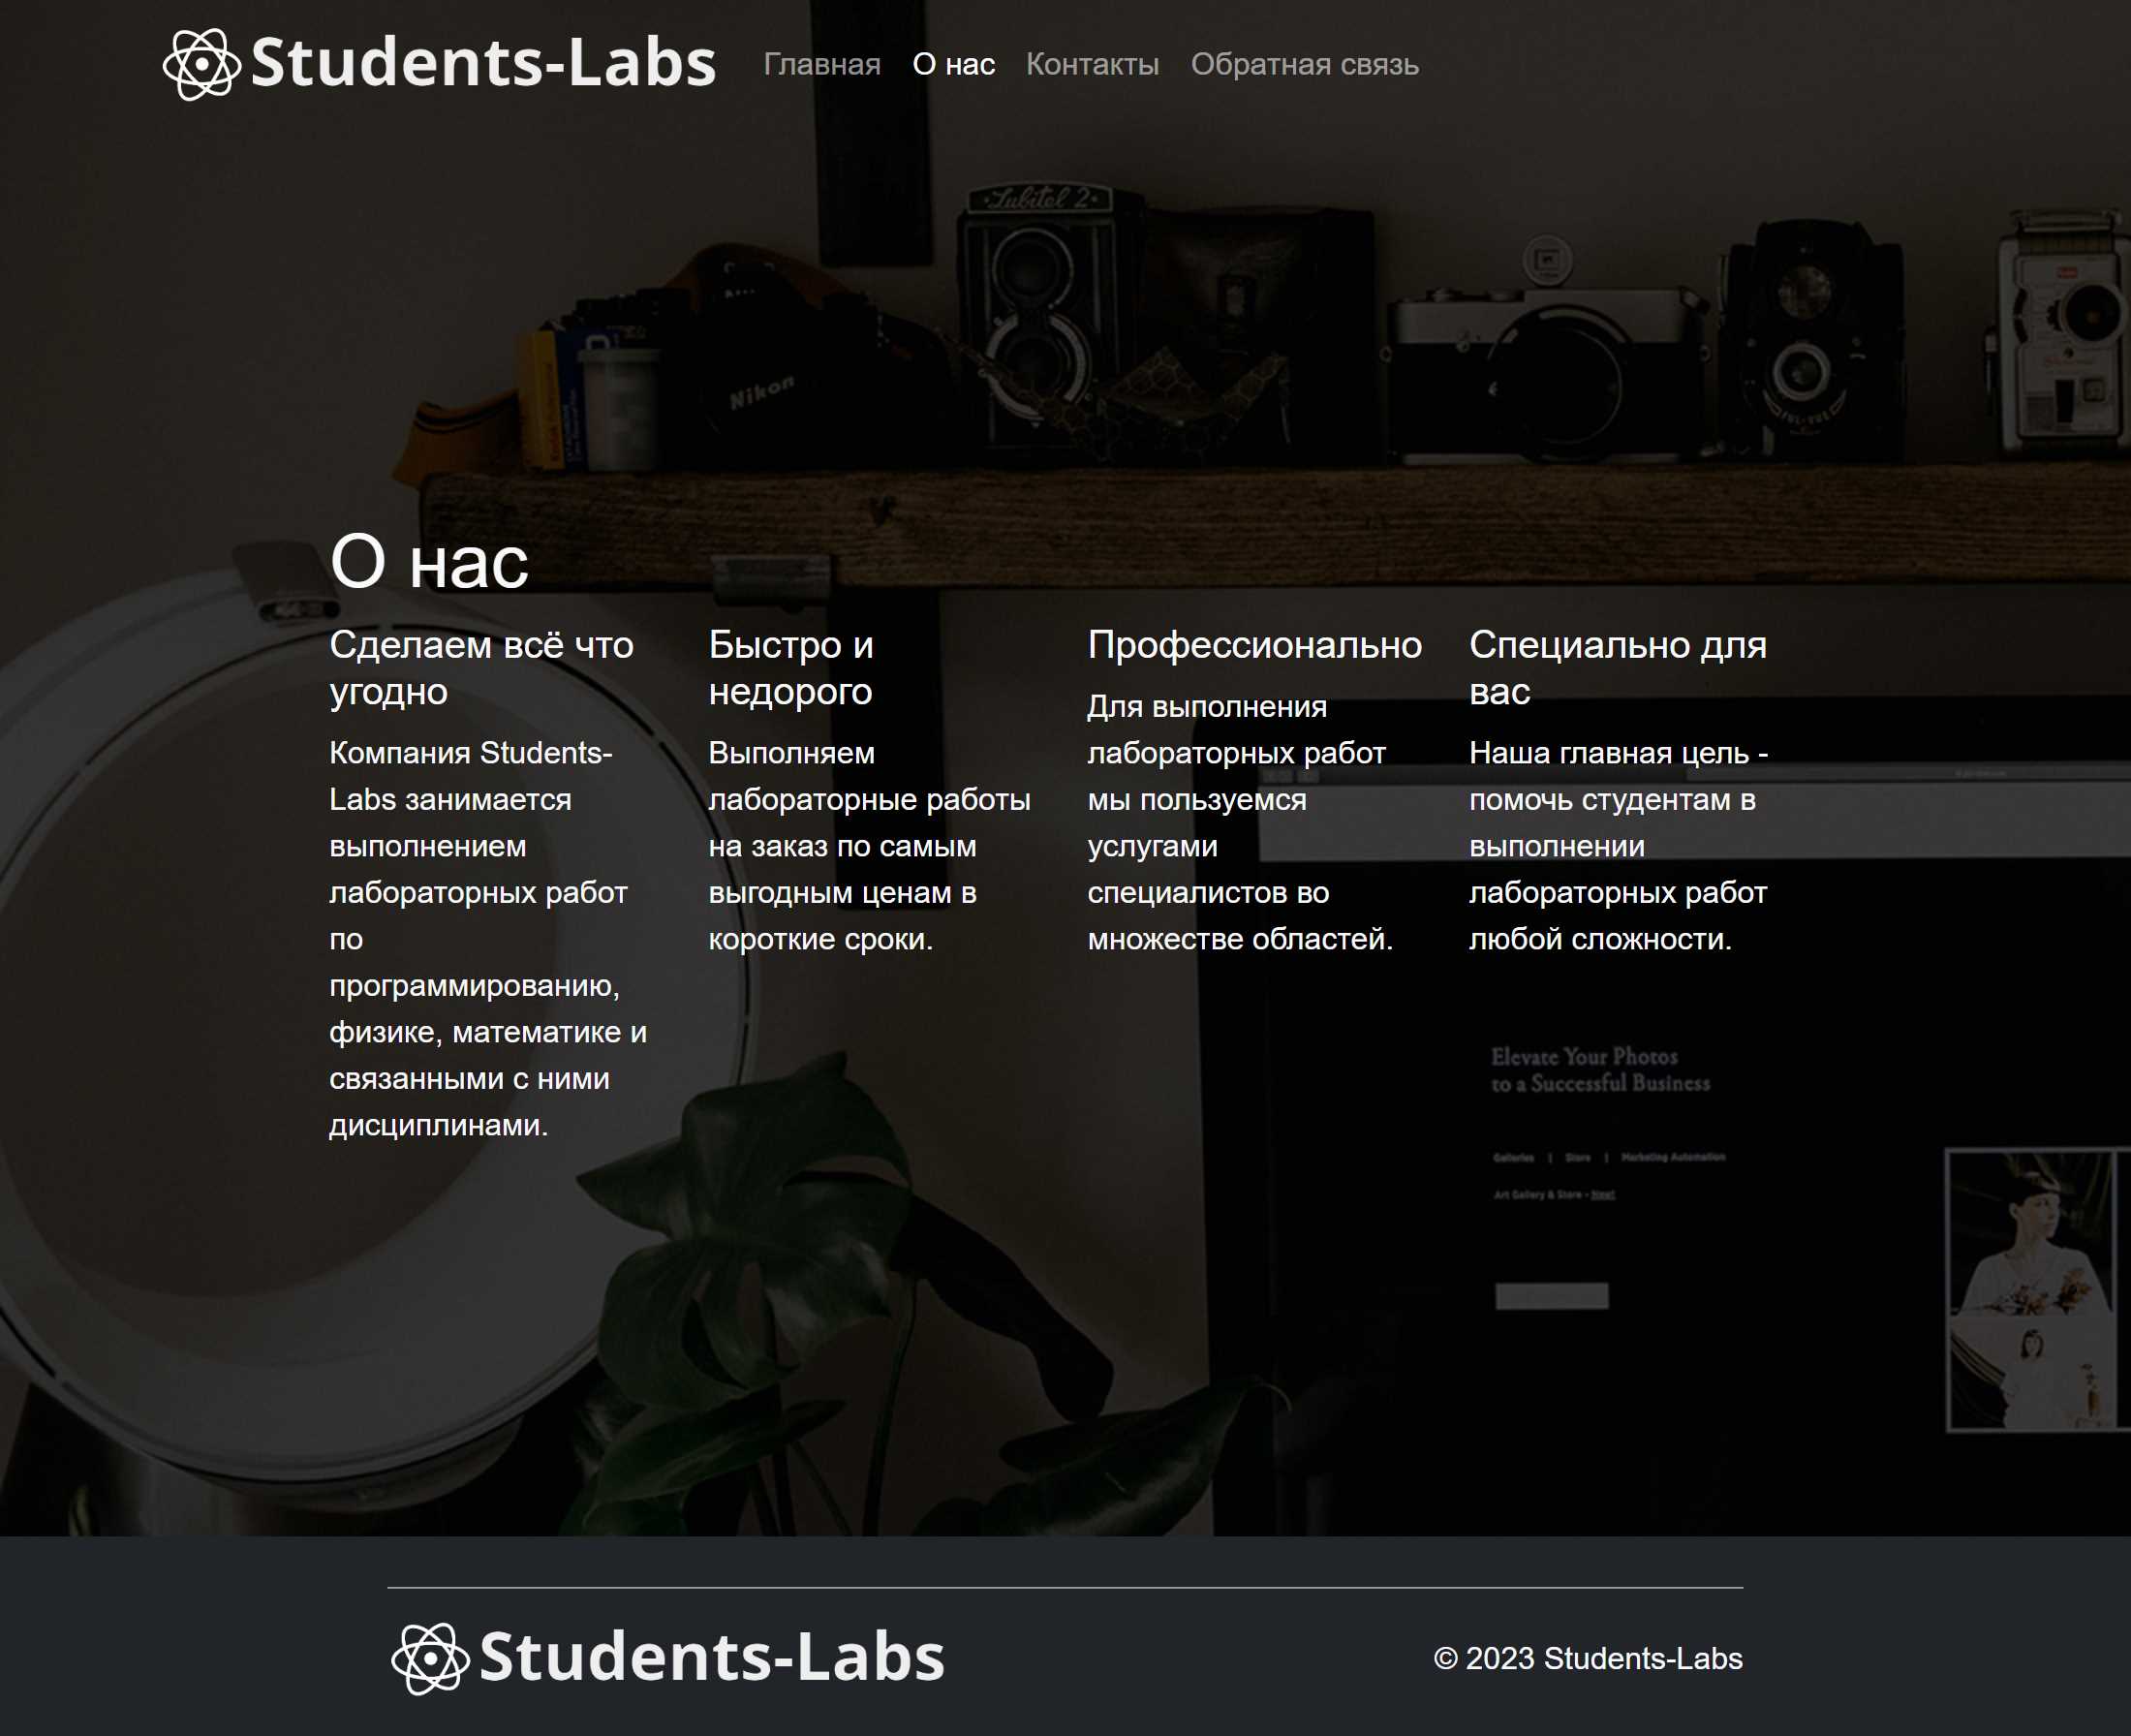 Students-Labs
Главная О нас Контакты Обратная связь
Lubitel 2
Nikon
О нас
Сделаем всё что
угодно
Компания Students-
Labs занимается
выполнением
лабораторных работ
по
программированию,
физике, математике и
связанными с ними
дисциплинами.
Быстро и
недорого
Выполняем
лабораторные работы
на заказ по самым
выгодным ценам в
короткие сроки.
Профессионально
Для выполнения
лабораторных работ
мы пользуемся
услугами
специалистов во
множестве областей.
Специально для
вас
Наша главная цель -
помочь студентам в
выполнении
лабораторных работ
любой сложности.
Elevate Your Photos
to a Successful Business
Galleries | Store | Marketing Automation
Art Gallery & Store - New!
Students-Labs
© 2023 Students-Labs